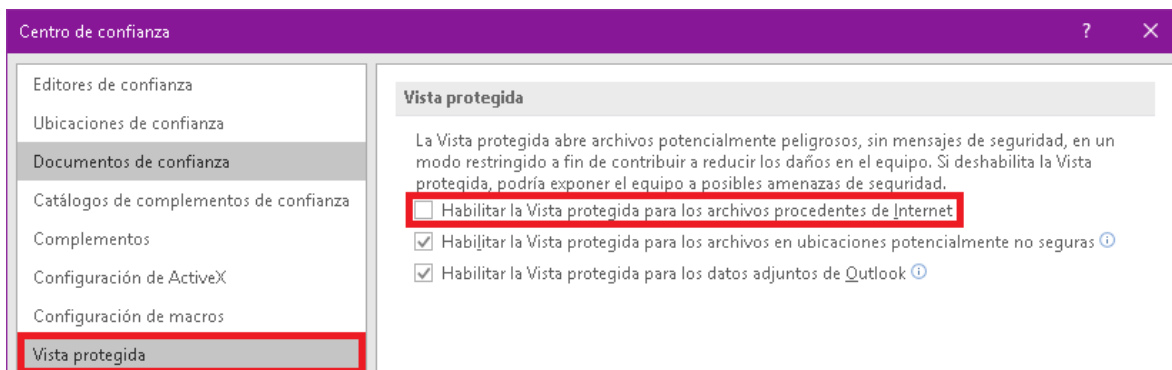 Centro de confianza
Editores de confianza
Ubicaciones de confianza
Documentos de confianza
Catálogos de complementos de confianza
Complementos
Configuración de ActiveX
Configuración de macros
Vista protegida
Vista protegida
La Vista protegida abre archivos potencialmente peligrosos, sin mensajes de seguridad, en un
modo restringido a fin de contribuir a reducir los daños en el equipo. Si deshabilita la Vista
protegida, podría exponer el equipo a posibles amenazas de seguridad.
Habilitar la Vista protegida para los archivos procedentes de Internet
Habilitar la Vista protegida para los archivos en ubicaciones potencialmente no seguras
Habilitar la Vista protegida para los datos adjuntos de Outlook